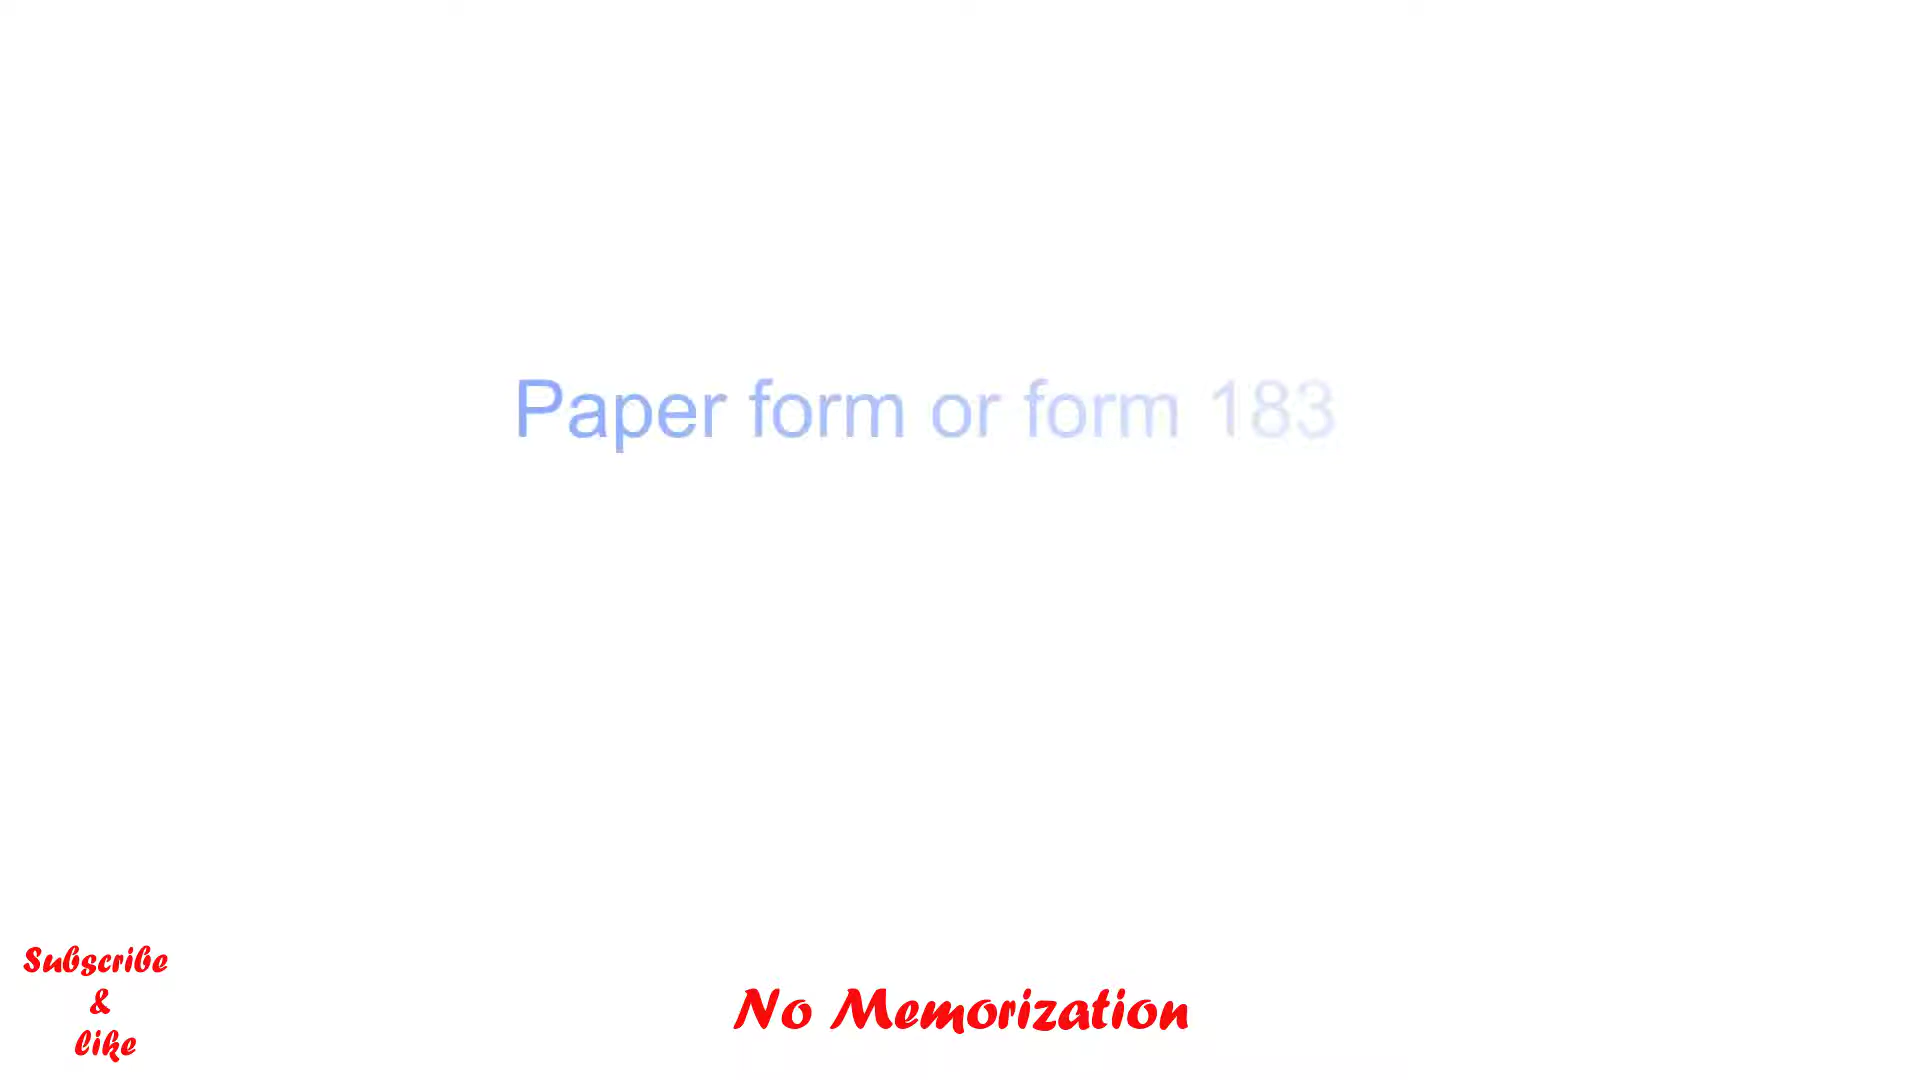 Paper form or form 183
Subscribe
&
like
No Memorization